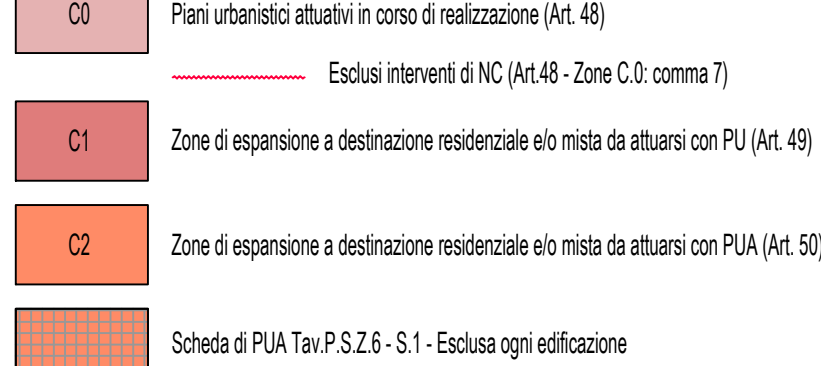 C0 Piani urbanistici attuativi in corso di realizzazione (Art. 48)
Esclusi interventi di NC (Art.48 - Zone C.0: comma 7)
C1 Zone di espansione a destinazione residenziale e/o mista da attuarsi con PU (Art. 49)
C2 Zone di espansione a destinazione residenziale e/o mista da attuarsi con PUA (Art. 50)
Scheda di PUA Tav.P.S.Z.6 - S.1 - Esclusa ogni edificazione